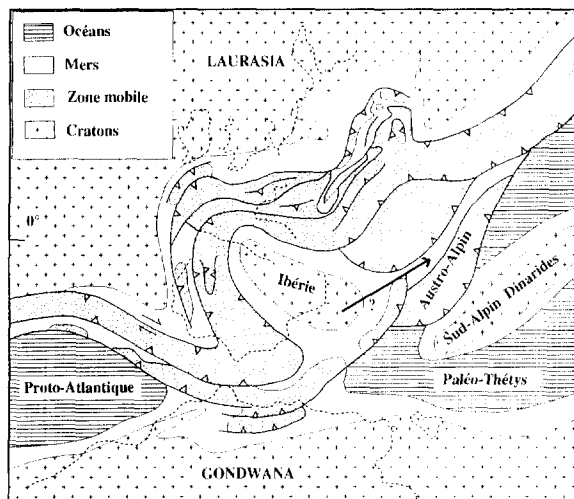 Océans
Mers
Zone mobile
Cratons
LAURASIA
0°
Ibérie
?
Austro-Alpin
Sud-Alpin Dinarides
Proto-Atlantique
Paléo-Thétys
GONDWANA